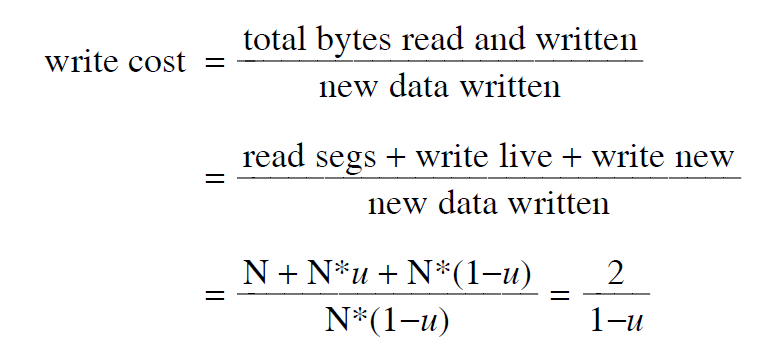 write cost = total bytes read and written / new data written
= read segs + write live + write new / new data written
= N + N*u + N*(1−u) / N*(1−u) = 2 / 1−u